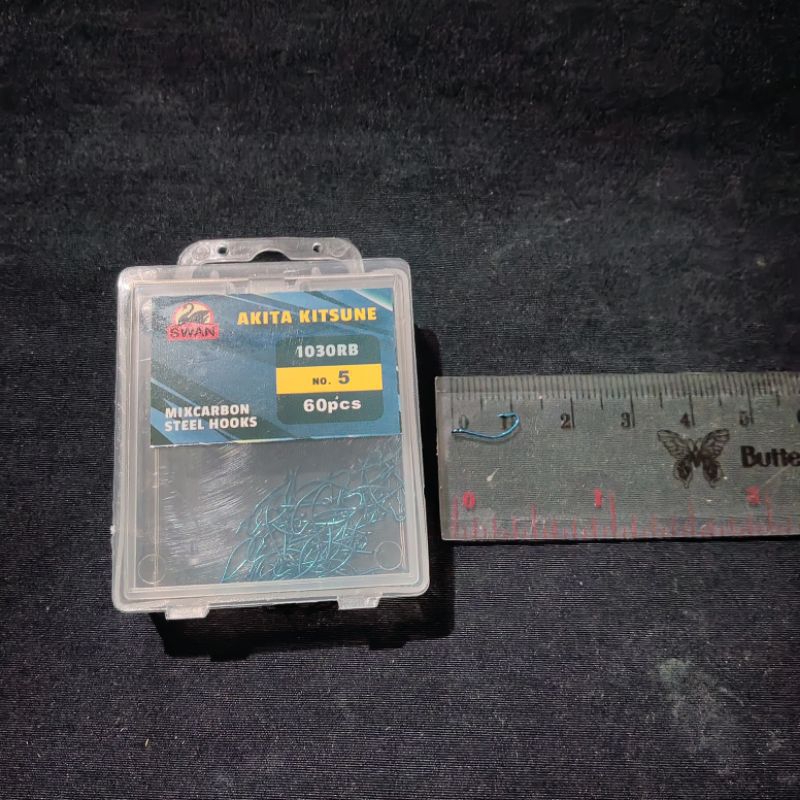 SWAN
AKITA KITSUNE
1030RB
NO. 5
60pcs
MIXCARBON
STEEL HOOKS
0 1 2 3 4 5
Butte
0 1 2